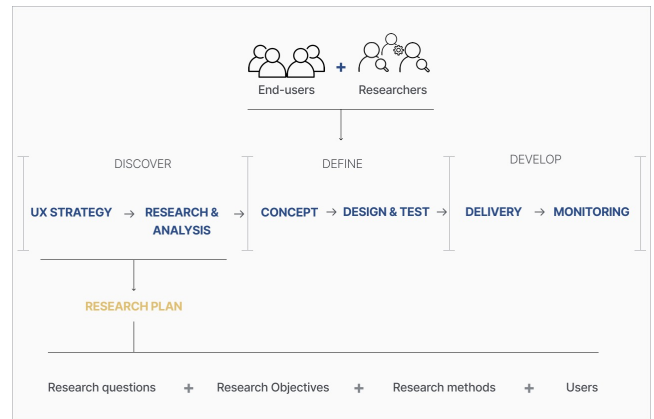 +
End-users
Researchers
DISCOVER
DEFINE
DEVELOP
UX STRATEGY → RESEARCH & → CONCEPT → DESIGN & TEST → DELIVERY → MONITORING
ANALYSIS
RESEARCH PLAN
Research questions + Research Objectives + Research methods + Users